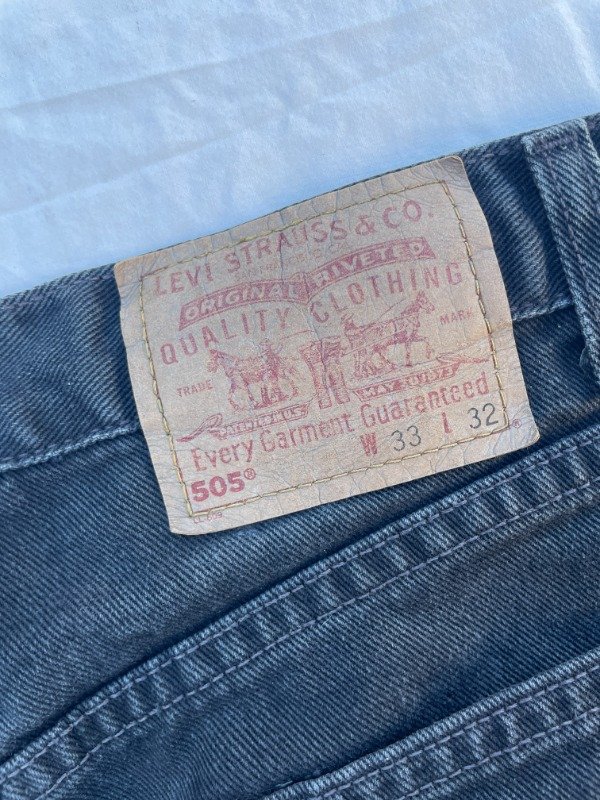 LEVI STRAUSS & CO.
ORIGINAL RIVETED
QUALITY CLOTHING
TRADE MARK
Every Garment Guaranteed
505® W 33 L 32 ®